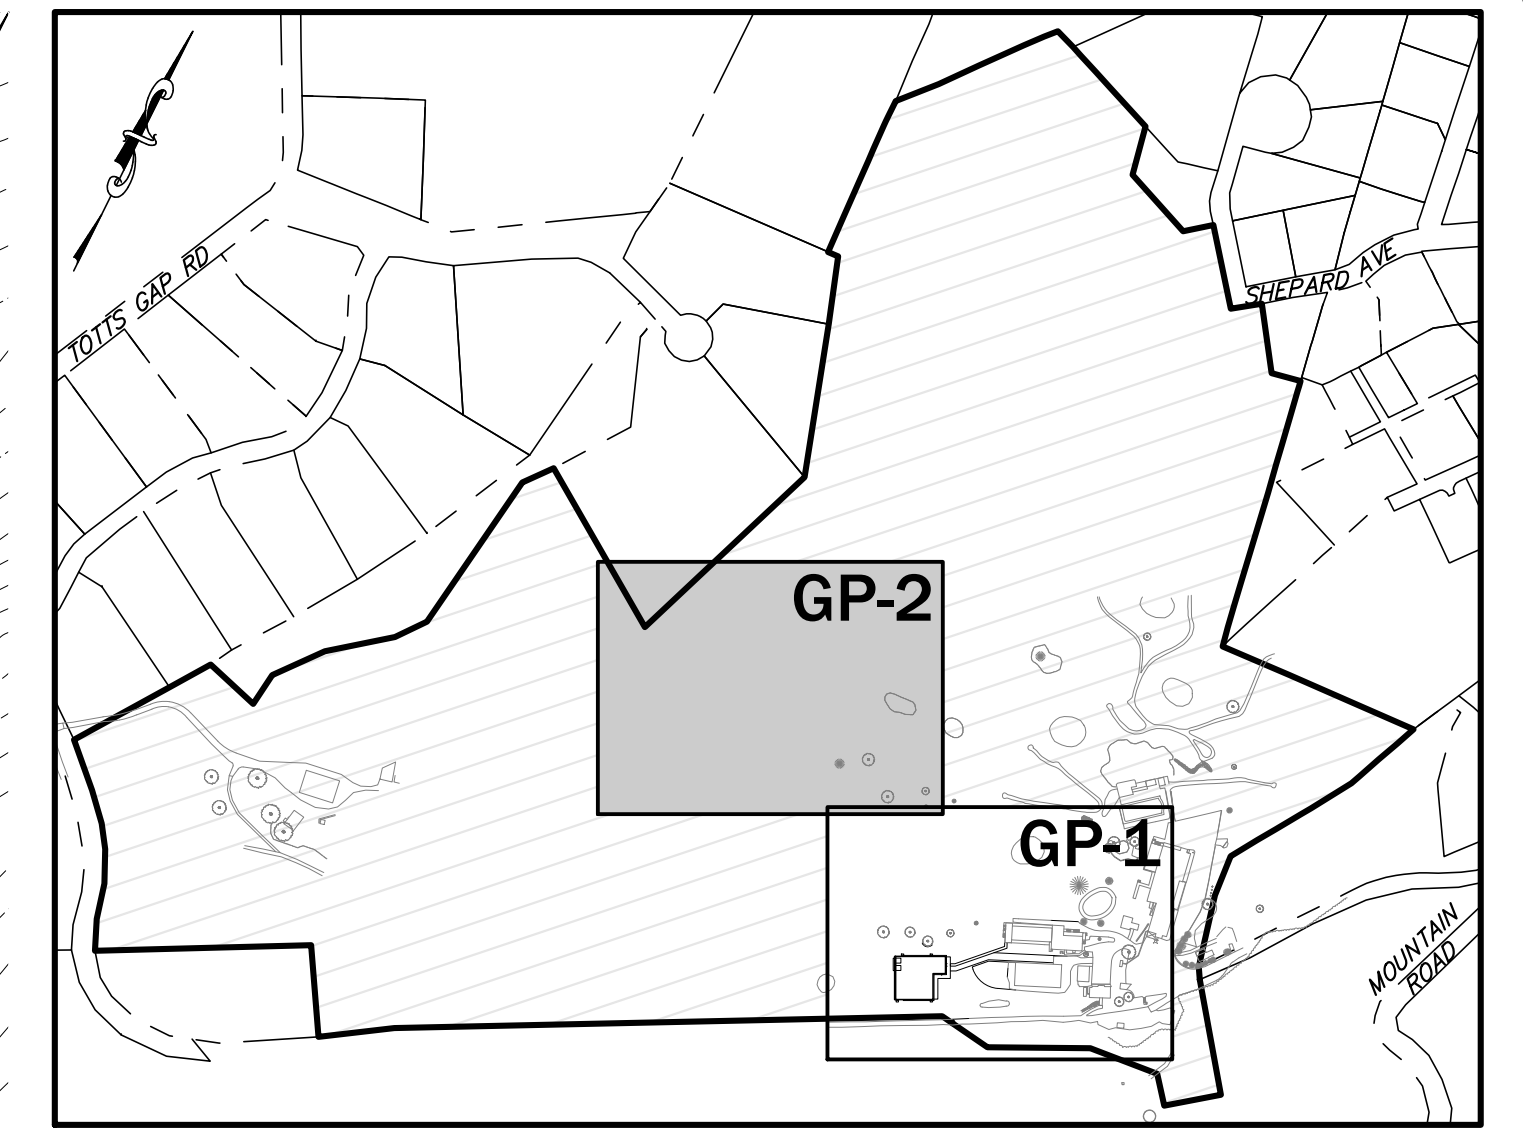 TOTTS GAP RD
SHEPARD AVE
GP-2
GP-1
MOUNTAIN
ROAD